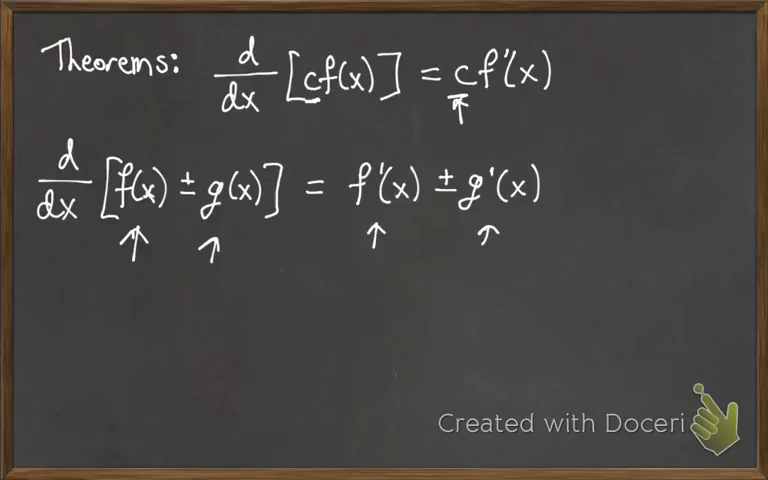 Theorems: d/dx [cf(x)] = cf'(x)
d/dx [f(x) ± g(x)] = f'(x) ± g'(x)
Created with Doceri